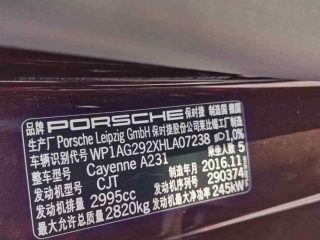 品牌 PORSCHE 保时捷 制造国 德国
生产厂 Porsche Leipzig GmbH 保时捷股份公司莱比锡工厂制造
车辆识别代号 WP1AG292XHLA07238 1.0%
整车型号 Cayenne A231 乘坐人数 5
发动机型号 CJT 制造年月 2016.11
发动机排量 2995cc 发动机序列号 290374
最大允许总质量 2820kg 发动机最大净功率 245kW